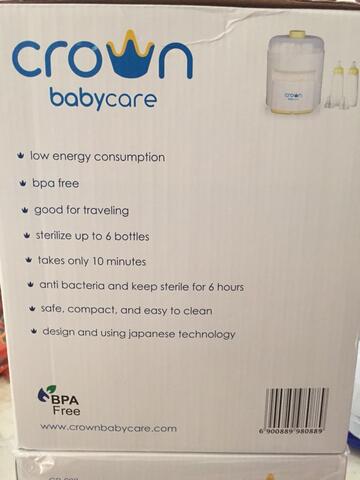 crown
babycare
crown
low energy consumption
bpa free
good for traveling
sterilize up to 6 bottles
takes only 10 minutes
anti bacteria and keep sterile for 6 hours
safe, compact, and easy to clean
design and using japanese technology
BPA
Free
www.crownbabycare.com
6 900889 980889